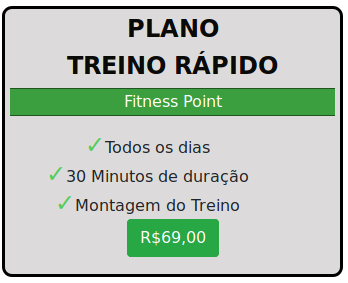 PLANO
TREINO RÁPIDO
Fitness Point
✓Todos os dias
✓30 Minutos de duração
✓Montagem do Treino
R$69,00